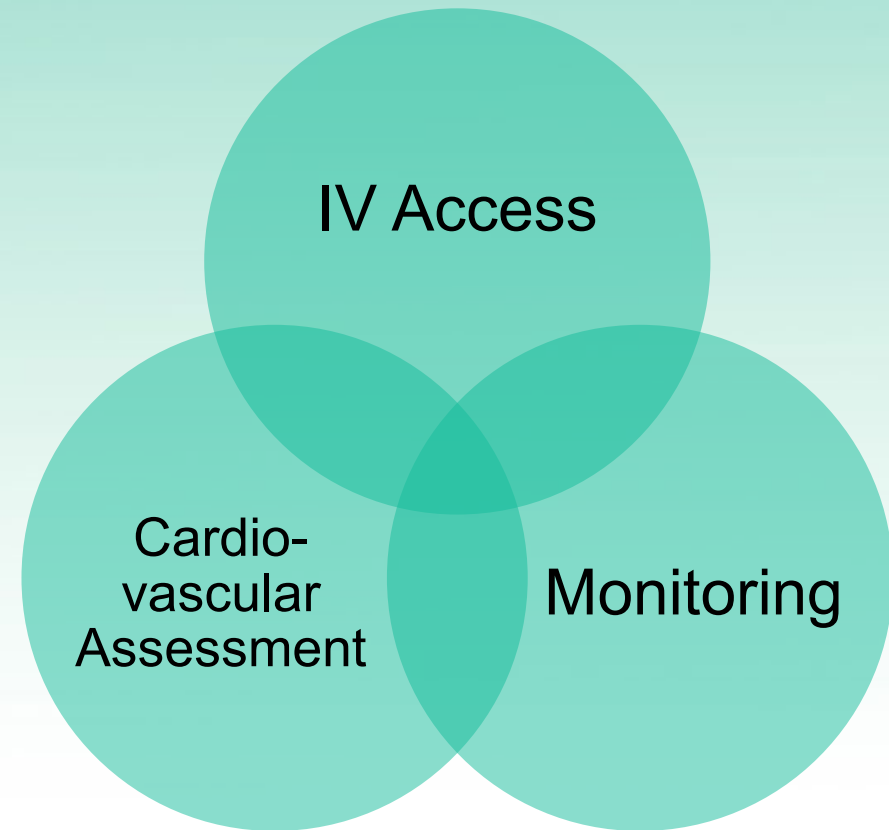 IV Access
Cardio-
vascular
Assessment
Monitoring